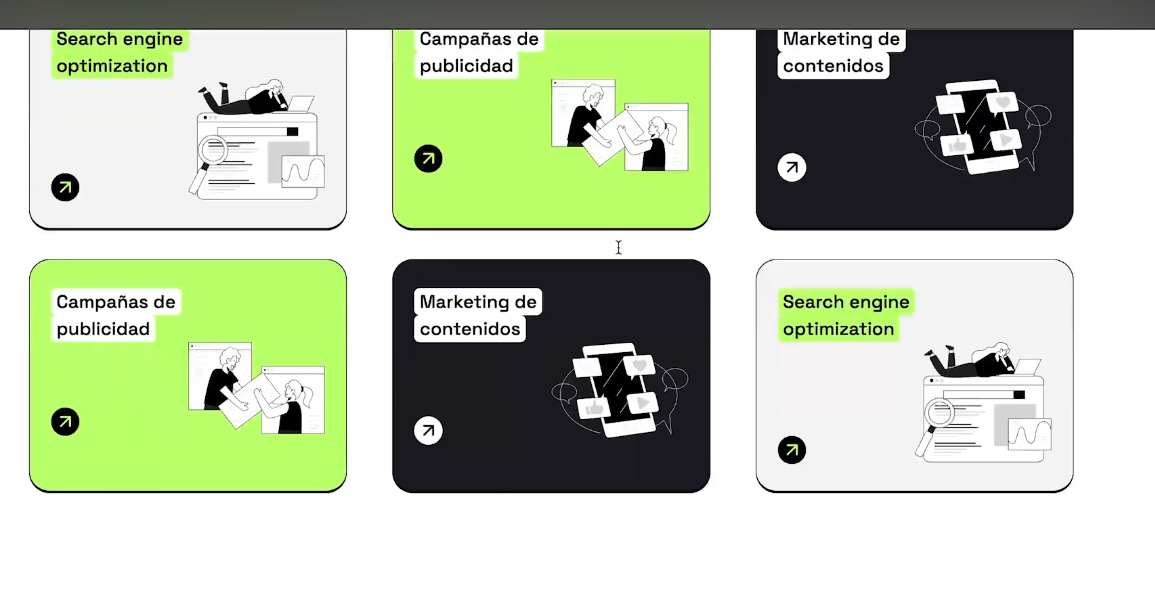 Search engine
optimization
Campañas de
publicidad
Marketing de
contenidos
Campañas de
publicidad
Marketing de
contenidos
Search engine
optimization